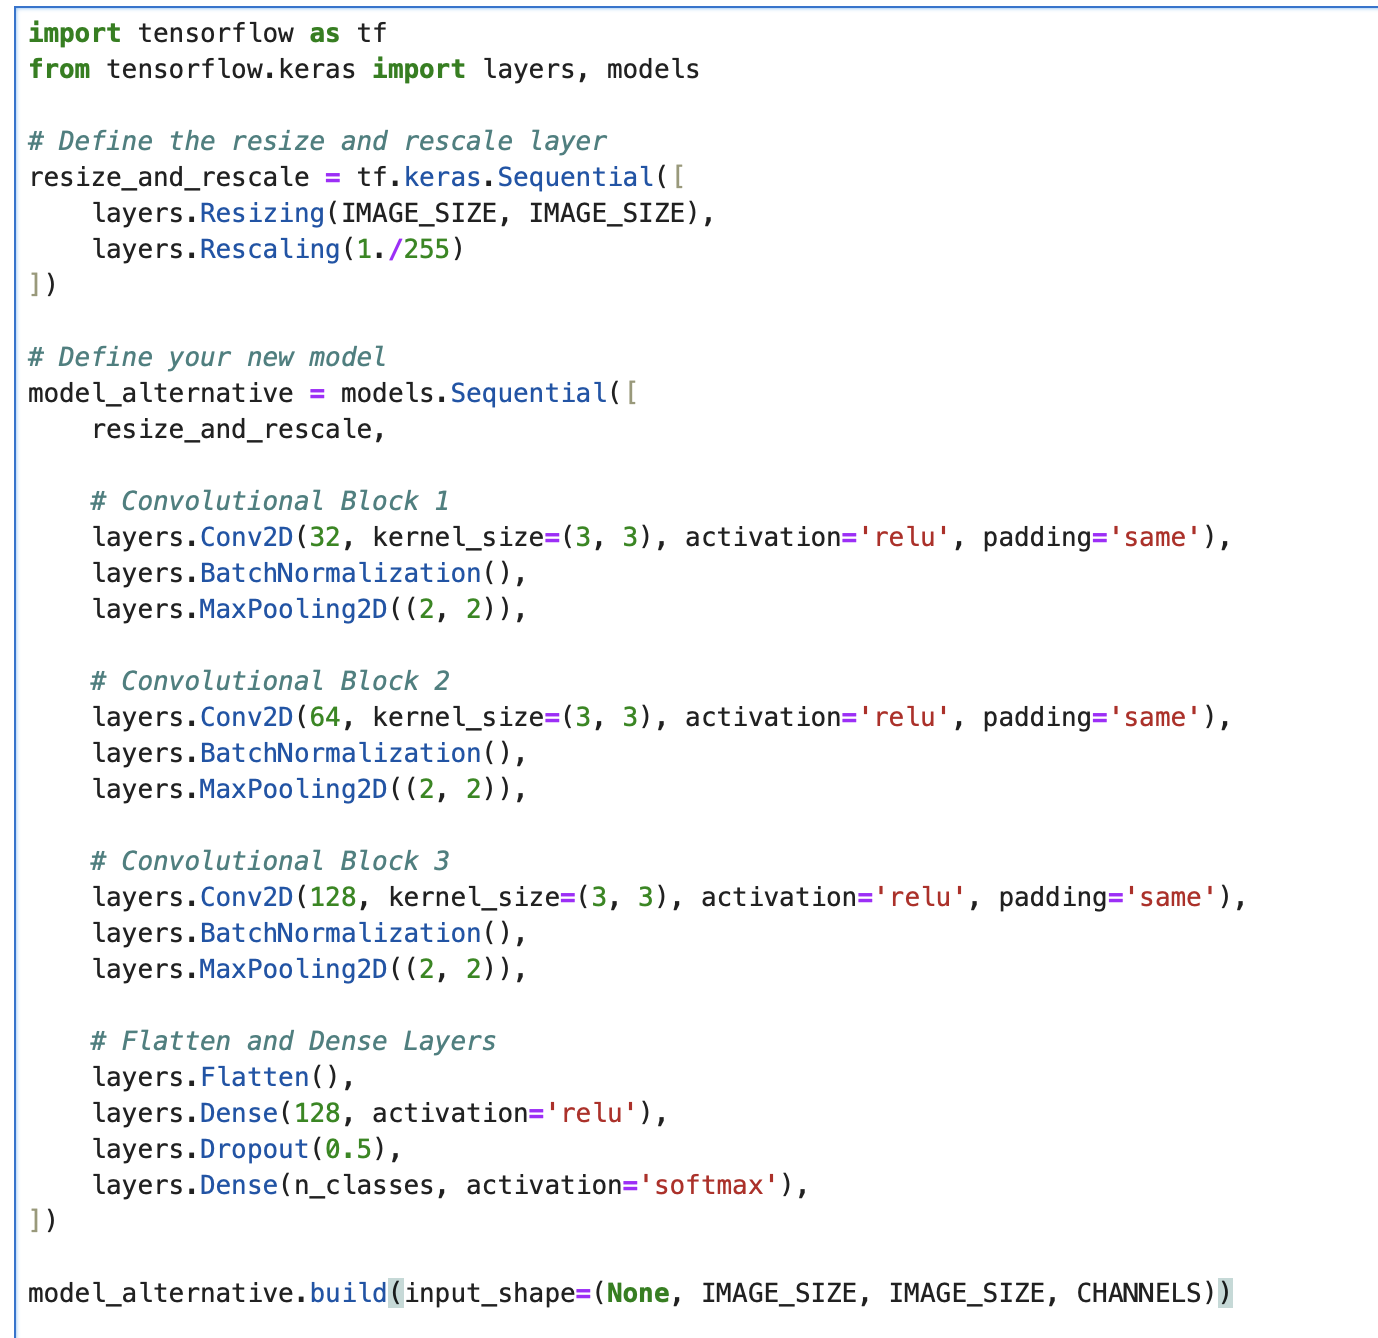 import tensorflow as tf
from tensorflow.keras import layers, models

# Define the resize and rescale layer
resize_and_rescale = tf.keras.Sequential([
    layers.Resizing(IMAGE_SIZE, IMAGE_SIZE),
    layers.Rescaling(1./255)
])

# Define your new model
model_alternative = models.Sequential([
    resize_and_rescale,

    # Convolutional Block 1
    layers.Conv2D(32, kernel_size=(3, 3), activation='relu', padding='same'),
    layers.BatchNormalization(),
    layers.MaxPooling2D((2, 2)),

    # Convolutional Block 2
    layers.Conv2D(64, kernel_size=(3, 3), activation='relu', padding='same'),
    layers.BatchNormalization(),
    layers.MaxPooling2D((2, 2)),

    # Convolutional Block 3
    layers.Conv2D(128, kernel_size=(3, 3), activation='relu', padding='same'),
    layers.BatchNormalization(),
    layers.MaxPooling2D((2, 2)),

    # Flatten and Dense Layers
    layers.Flatten(),
    layers.Dense(128, activation='relu'),
    layers.Dropout(0.5),
    layers.Dense(n_classes, activation='softmax'),
])

model_alternative.build(input_shape=(None, IMAGE_SIZE, IMAGE_SIZE, CHANNELS))